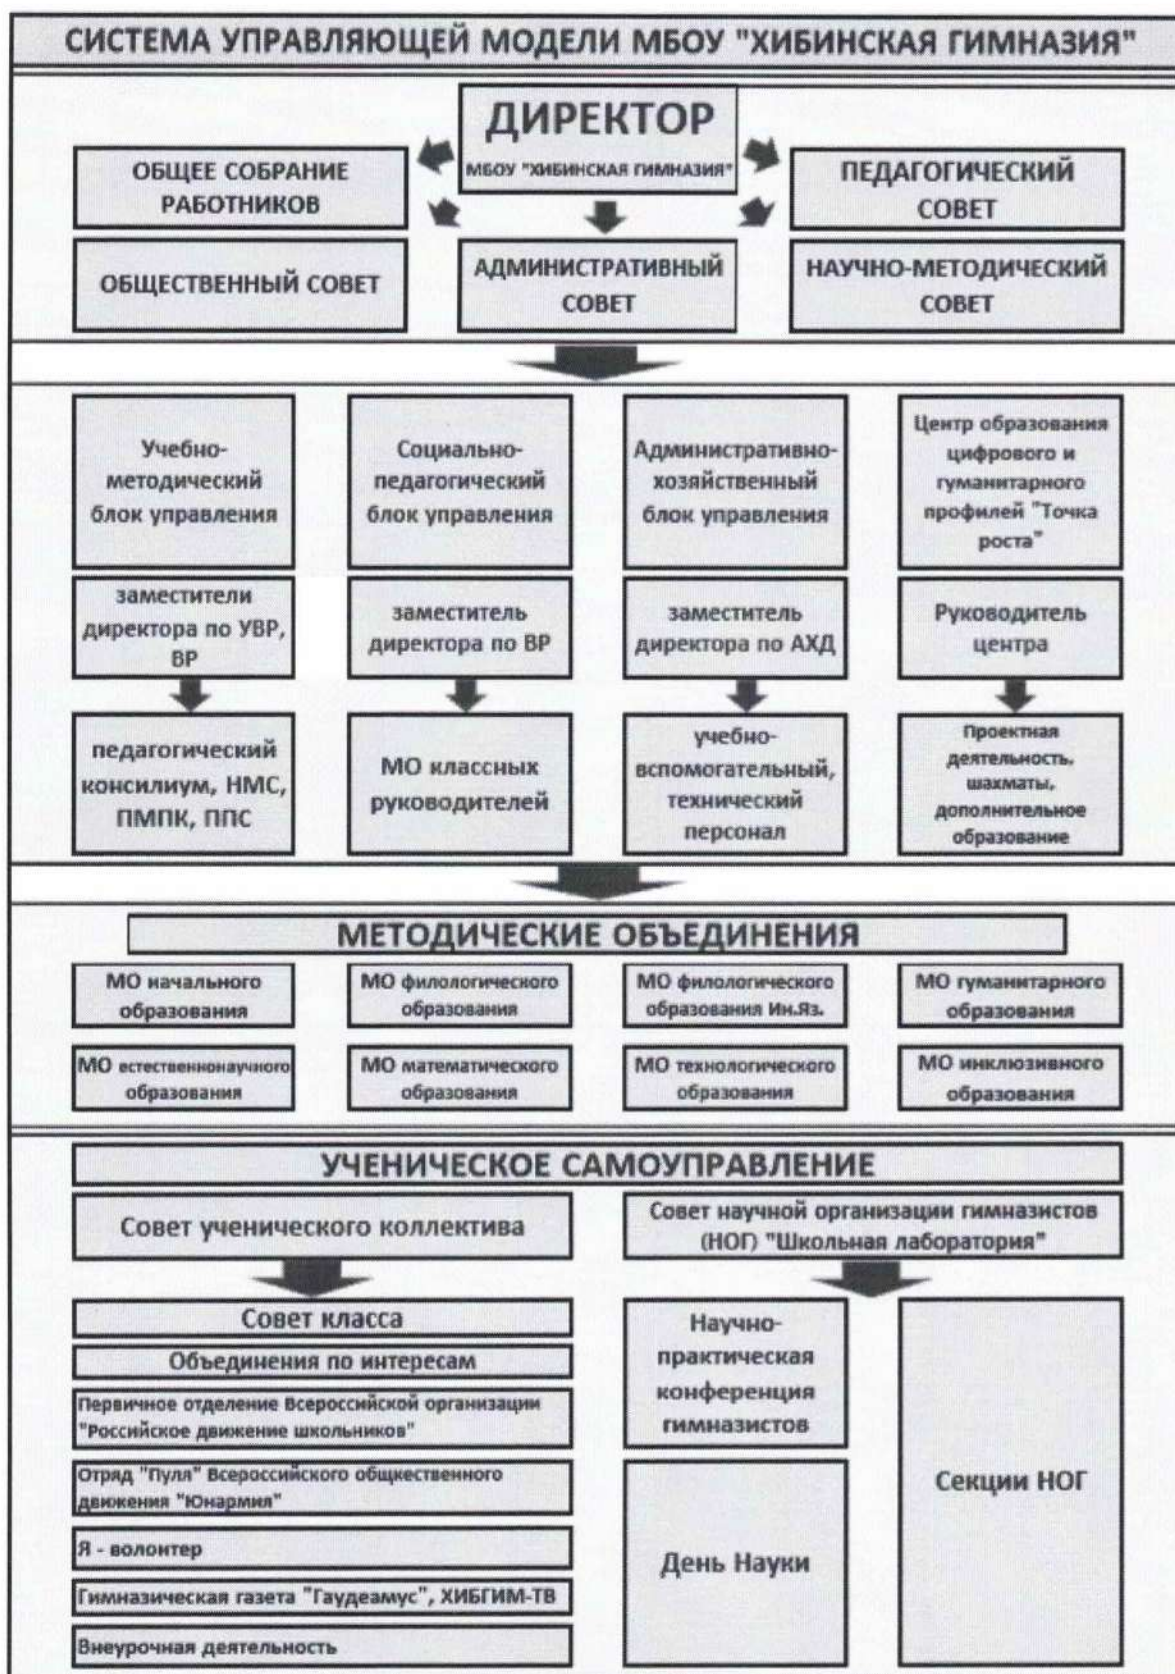 СИСТЕМА УПРАВЛЯЮЩЕЙ МОДЕЛИ МБОУ "ХИБИНСКАЯ ГИМНАЗИЯ"
ДИРЕКТОР
МБОУ "ХИБИНСКАЯ ГИМНАЗИЯ"
ОБЩЕЕ СОБРАНИЕ
РАБОТНИКОВ
ПЕДАГОГИЧЕСКИЙ
СОВЕТ
ОБЩЕСТВЕННЫЙ СОВЕТ
АДМИНИСТРАТИВНЫЙ
СОВЕТ
НАУЧНО-МЕТОДИЧЕСКИЙ
СОВЕТ
Учебно-
методический
блок управления
Социально-
педагогический
блок управления
Административно-
хозяйственный
блок управления
Центр образования
цифрового и
гуманитарного
профилей "Точка
роста"
заместители
директора по УВР,
ВР
заместитель
директора по ВР
заместитель
директора по АХД
Руководитель
центра
педагогический
консилиум, НМС,
ПМПК, ППС
МО классных
руководителей
учебно-
вспомогательный,
технический
персонал
Проектная
деятельность,
шахматы,
дополнительное
образование
МЕТОДИЧЕСКИЕ ОБЪЕДИНЕНИЯ
МО начального
образования
МО филологического
образования
МО филологического
образования Ин.Яз.
МО гуманитарного
образования
МО естественнонаучного
образования
МО математического
образования
МО технологического
образования
МО инклюзивного
образования
УЧЕНИЧЕСКОЕ САМОУПРАВЛЕНИЕ
Совет ученического коллектива
Совет научной организации гимназистов
(НОГ) "Школьная лаборатория"
Совет класса
Объединения по интересам
Первичное отделение Всероссийской организации
"Российское движение школьников"
Отряд "Пуля" Всероссийского общкественного
движения "Юнармия"
Я - волонтер
Гимназическая газета "Гаудеамус", ХИБГИМ-ТВ
Внеурочная деятельность
Научно-
практическая
конференция
гимназистов
День Науки
Секции НОГ